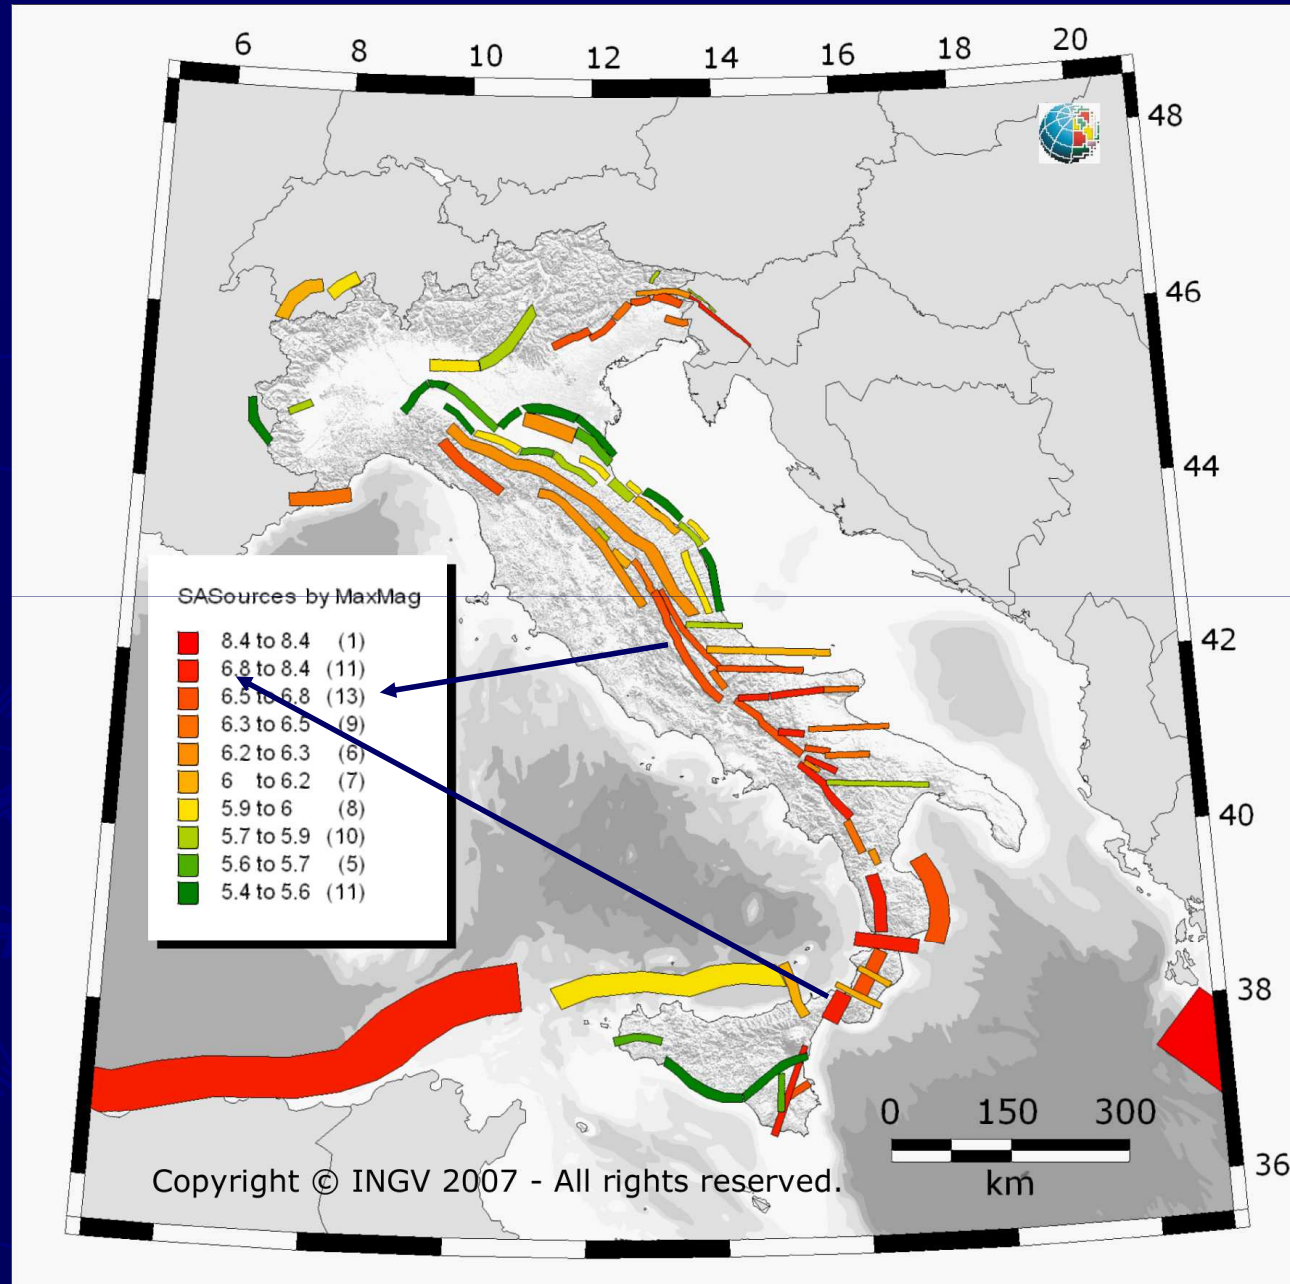 6 8 10 12 14 16 18 20
48
46
44
42
40
38
36
SASources by MaxMag
8.4 to 8.4 (1)
6.8 to 8.4 (11)
6.5 to 6.8 (13)
6.3 to 6.5 (9)
6.2 to 6.3 (6)
6 to 6.2 (7)
5.9 to 6 (8)
5.7 to 5.9 (10)
5.6 to 5.7 (5)
5.4 to 5.6 (11)
0 150 300
km
Copyright © INGV 2007 - All rights reserved.